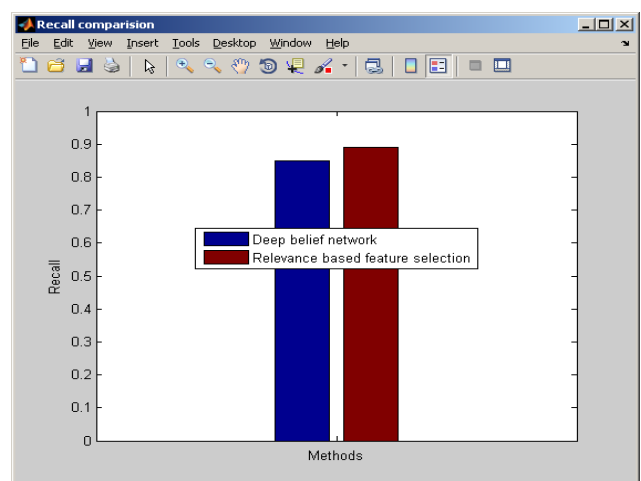 Recall comparision
File Edit View Insert Tools Desktop Window Help
1
0.9
0.8
0.7
0.6
0.5
0.4
0.3
0.2
0.1
0
Recall
Deep belief network
Relevance based feature selection
Methods